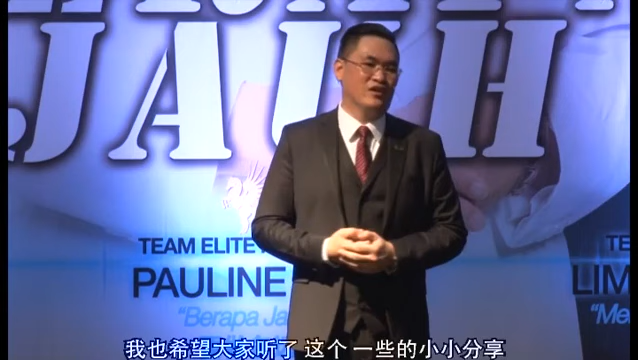 JAUH
TEAM ELITE
PAULINE
LIM
"Berapa Ja
"Me
我也希望大家听了 这个 一些的小小分享